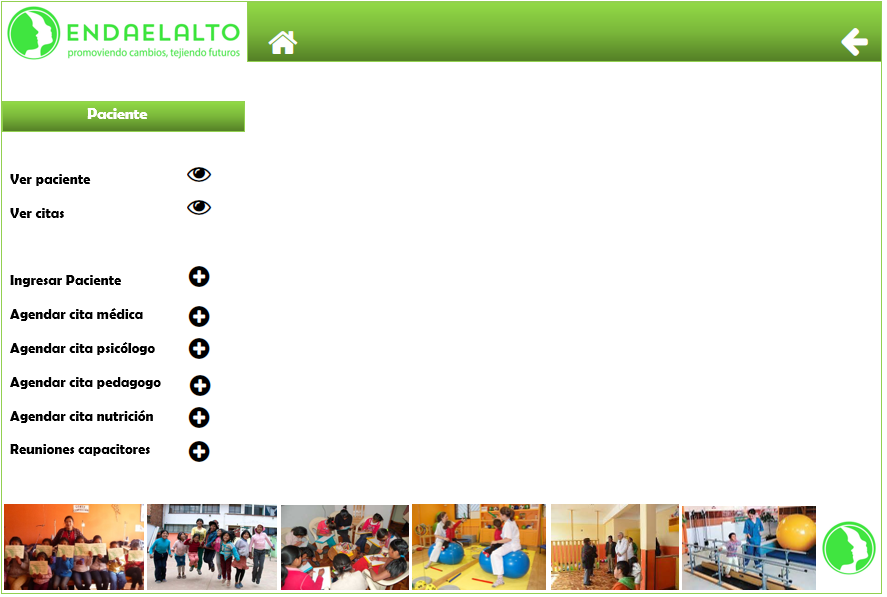 ENDAELALTO
promoviendo cambios, tejiendo futuros
Paciente
Ver paciente
Ver citas
Ingresar Paciente
Agendar cita médica
Agendar cita psicólogo
Agendar cita pedagogo
Agendar cita nutrición
Reuniones capacitores